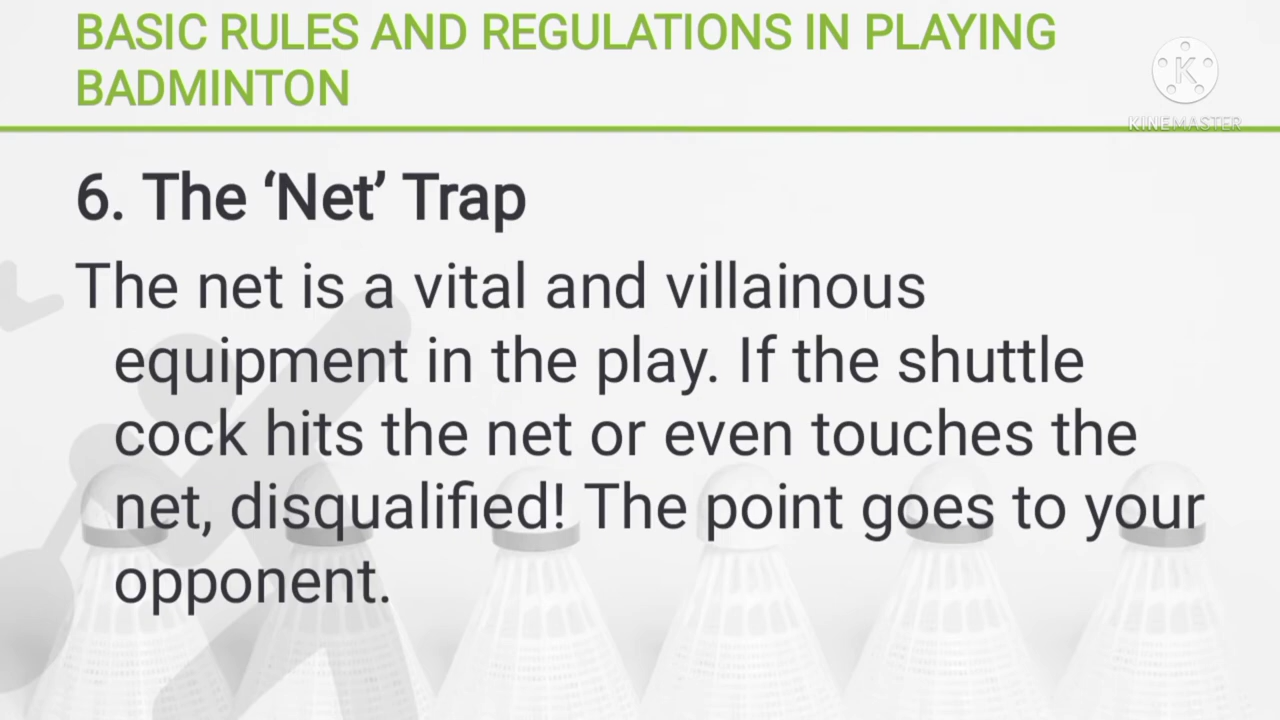 BASIC RULES AND REGULATIONS IN PLAYING
BADMINTON
K
KINEMASTER
6. The ‘Net’ Trap
The net is a vital and villainous
equipment in the play. If the shuttle
cock hits the net or even touches the
net, disqualified! The point goes to your
opponent.